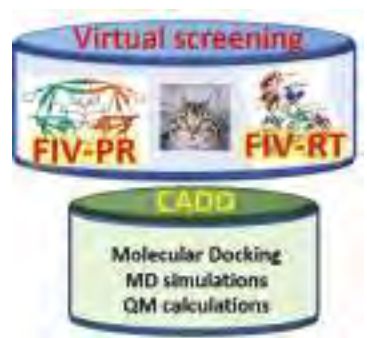 Virtual screening
FIV-PR FIV-RT
CADD
Molecular Docking
MD simulations
QM calculations